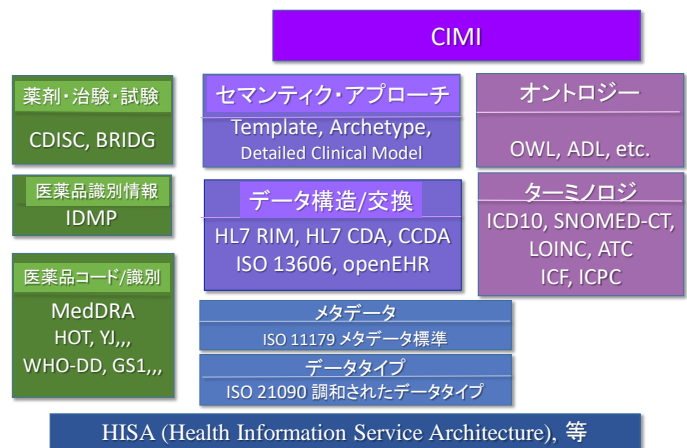 CIMI
薬剤・治験・試験
CDISC, BRIDG
医薬品識別情報
IDMP
医薬品コード/識別
MedDRA
HOT, YJ,,,
WHO-DD, GS1,,,
セマンティク・アプローチ
Template, Archetype,
Detailed Clinical Model
データ構造/交換
HL7 RIM, HL7 CDA, CCDA
ISO 13606, openEHR
オントロジー
OWL, ADL, etc.
ターミノロジ
ICD10, SNOMED-CT,
LOINC, ATC
ICF, ICPC
メタデータ
ISO 11179 メタデータ標準
データタイプ
ISO 21090 調和されたデータタイプ
HISA (Health Information Service Architecture), 等